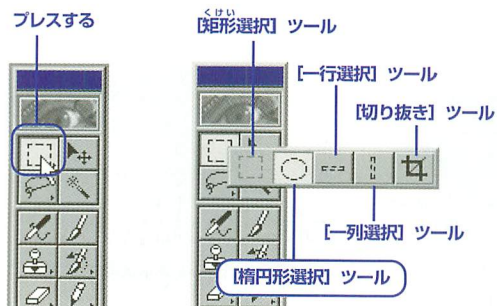 プレスする
くけい
［矩形選択］ツール
［一行選択］ツール
［切り抜き］ツール
［一列選択］ツール
［楕円形選択］ツール